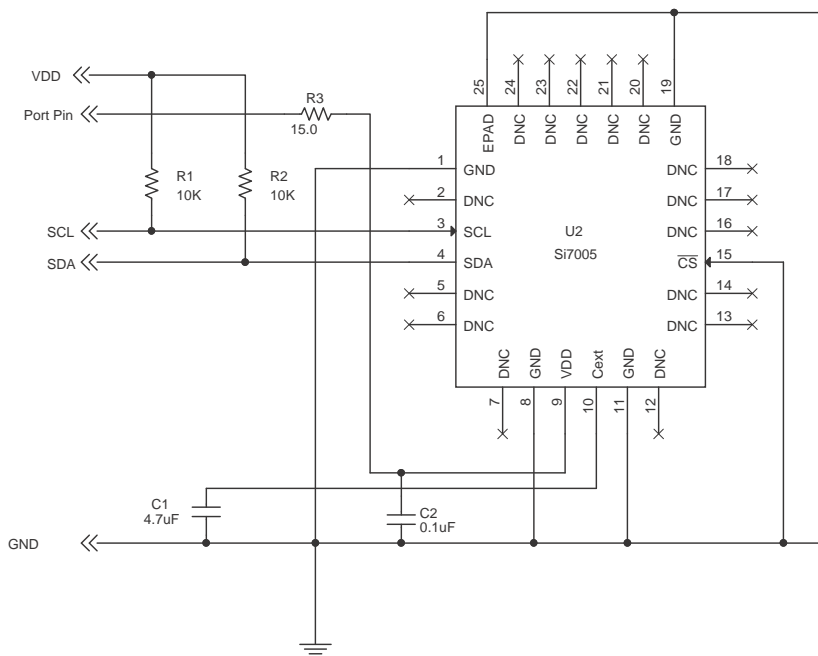 VDD
Port Pin
R3
15.0
R1
10K
R2
10K
SCL
SDA
GND
C1
4.7uF
C2
0.1uF
U2
Si7005
25
24
23
22
21
20
19
EPAD
DNC
DNC
DNC
DNC
DNC
GND
1
GND
2
DNC
3
SCL
4
SDA
5
DNC
6
DNC
DNC
18
DNC
17
DNC
16
CS
15
DNC
14
DNC
13
DNC
GND
VDD
Cext
GND
DNC
7
8
9
10
11
12